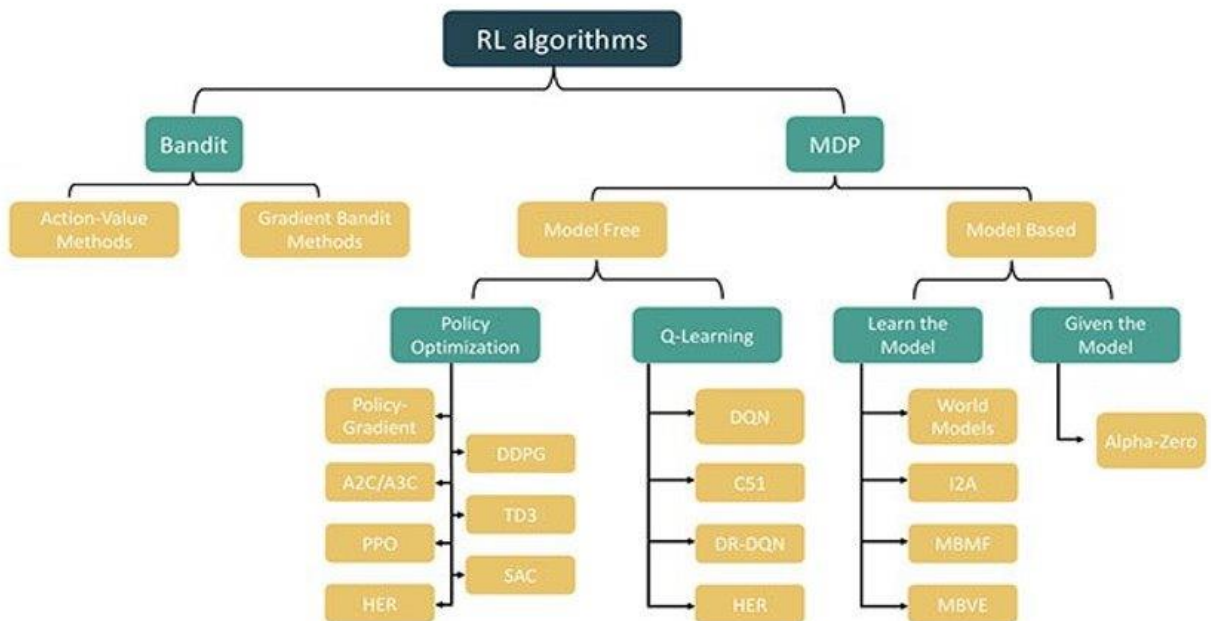 RL algorithms
Bandit
MDP
Action-Value
Methods
Gradient Bandit
Methods
Model Free
Model Based
Policy
Optimization
Q-Learning
Learn the
Model
Given the
Model
Policy-
Gradient
DDPG
A2C/A3C
TD3
PPO
SAC
HER
DQN
C51
DR-DQN
HER
World
Models
I2A
MBMF
MBVE
Alpha-Zero